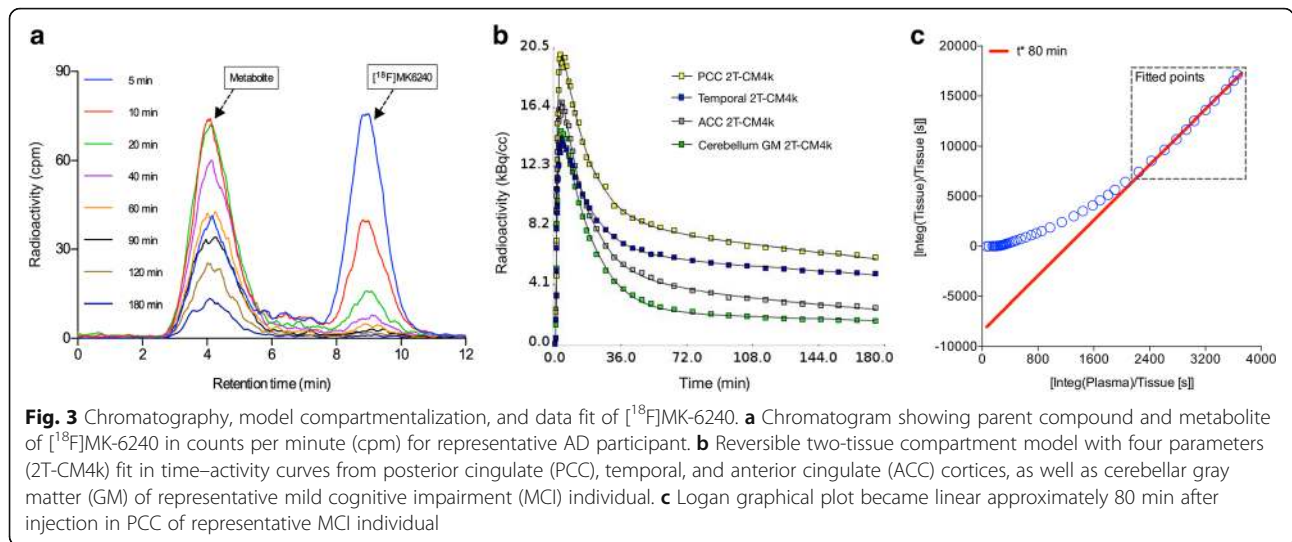 a
Radioactivity (cpm)
90
60
30
0
0
2
4
6
8
10
12
Retention time (min)
5 min
10 min
20 min
40 min
60 min
90 min
120 min
180 min
Metabolite
[18F]MK6240
b
Radioactivity (kBq/cc)
20.5
16.4
12.3
8.2
4.1
0.0
0.0
36.0
72.0
108.0
144.0
180.0
Time (min)
PCC 2T-CM4k
Temporal 2T-CM4k
ACC 2T-CM4k
Cerebellum GM 2T-CM4k
c
[Integ(Tissue)/Tissue [s]]
20000
15000
10000
5000
0
-5000
-10000
0
800
1600
2400
3200
4000
[Integ(Plasma)/Tissue [s]]
t* 80 min
Fitted points
Fig. 3 Chromatography, model compartmentalization, and data fit of [18F]MK-6240. a Chromatogram showing parent compound and metabolite
of [18F]MK-6240 in counts per minute (cpm) for representative AD participant. b Reversible two-tissue compartment model with four parameters
(2T-CM4k) fit in time–activity curves from posterior cingulate (PCC), temporal, and anterior cingulate (ACC) cortices, as well as cerebellar gray
matter (GM) of representative mild cognitive impairment (MCI) individual. c Logan graphical plot became linear approximately 80 min after
injection in PCC of representative MCI individual